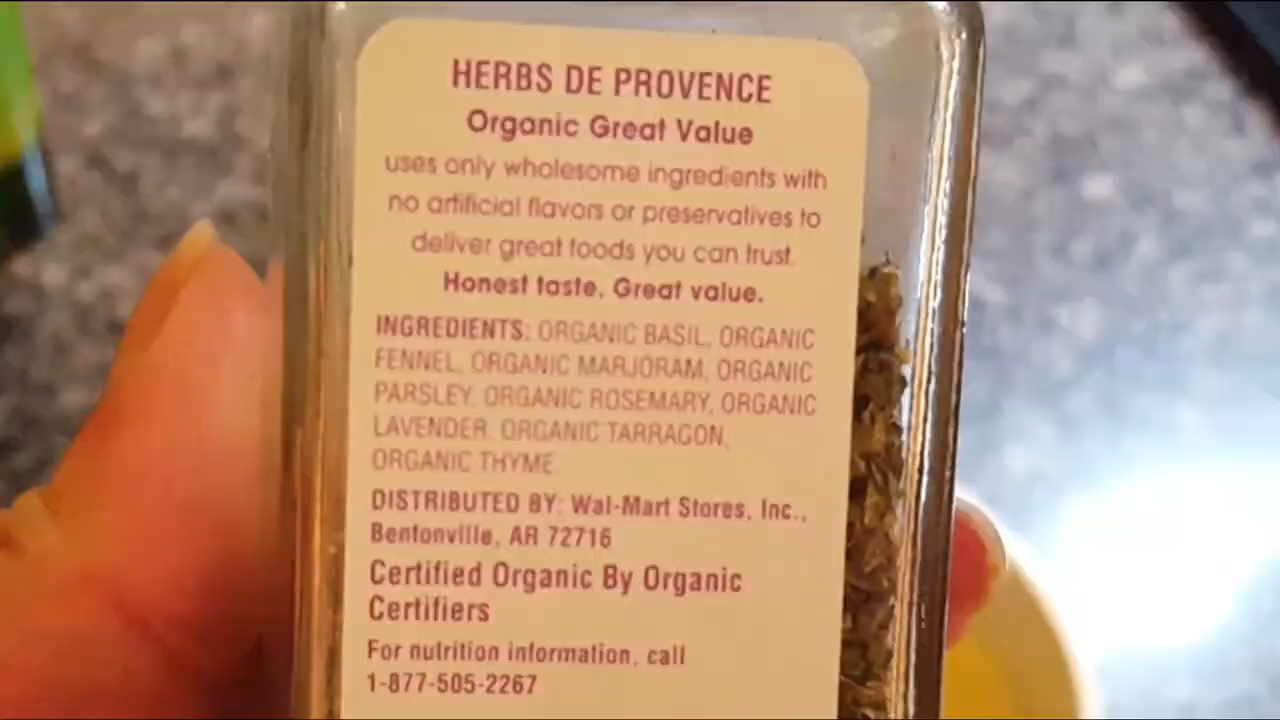 HERBS DE PROVENCE
Organic Great Value
uses only wholesome ingredients with
no artificial flavors or preservatives to
deliver great foods you can trust.
Honest taste. Great value.
INGREDIENTS: ORGANIC BASIL, ORGANIC
FENNEL, ORGANIC MARJORAM, ORGANIC
PARSLEY, ORGANIC ROSEMARY, ORGANIC
LAVENDER, ORGANIC TARRAGON,
ORGANIC THYME.
DISTRIBUTED BY: Wal-Mart Stores, Inc.,
Bentonville, AR 72716
Certified Organic By Organic
Certifiers
For nutrition information, call
1-877-505-2267